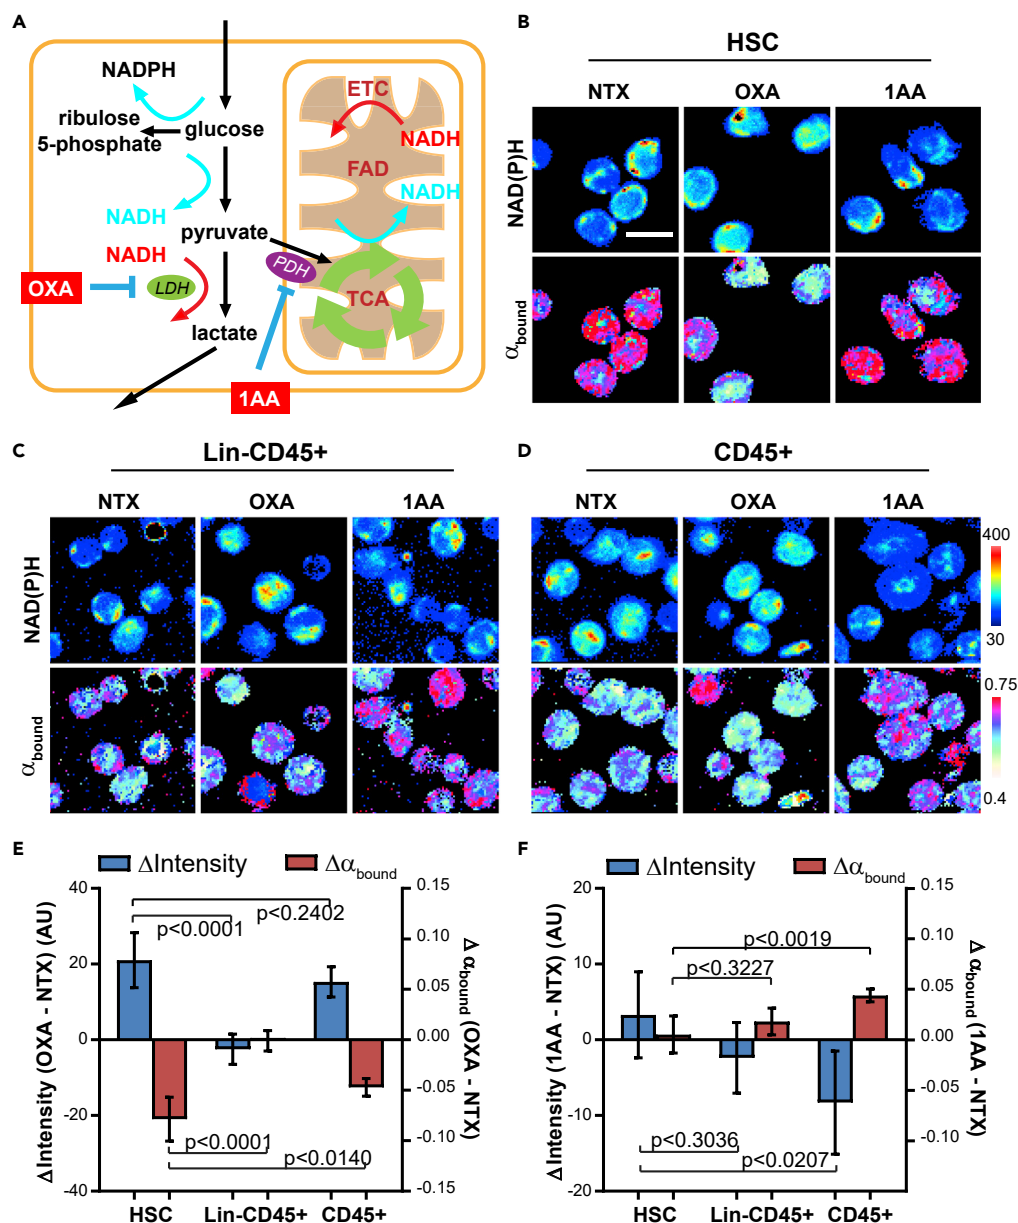 A
NADPH
ribulose
5-phosphate
glucose
NADH
pyruvate
NADH
OXA
LDH
lactate
1AA
PDH
ETC
NADH
FAD
NADH
TCA
B
HSC
NTX OXA 1AA
NAD(P)H
αbound
C
Lin-CD45+
NTX OXA 1AA
NAD(P)H
αbound
D
CD45+
NTX OXA 1AA
400
30
0.75
0.4
E
ΔIntensity Δαbound
ΔIntensity (OXA - NTX) (AU)
40
20
0
-20
-40
Δ αbound (OXA - NTX)
0.15
0.10
0.05
0.00
-0.05
-0.10
-0.15
p<0.2402
p<0.0001
p<0.0001
p<0.0140
HSC Lin-CD45+ CD45+
F
ΔIntensity Δαbound
ΔIntensity (1AA - NTX) (AU)
20
10
0
-10
-20
Δ αbound (1AA - NTX)
0.15
0.10
0.05
0.00
-0.05
-0.10
-0.15
p<0.0019
p<0.3227
p<0.3036
p<0.0207
HSC Lin-CD45+ CD45+